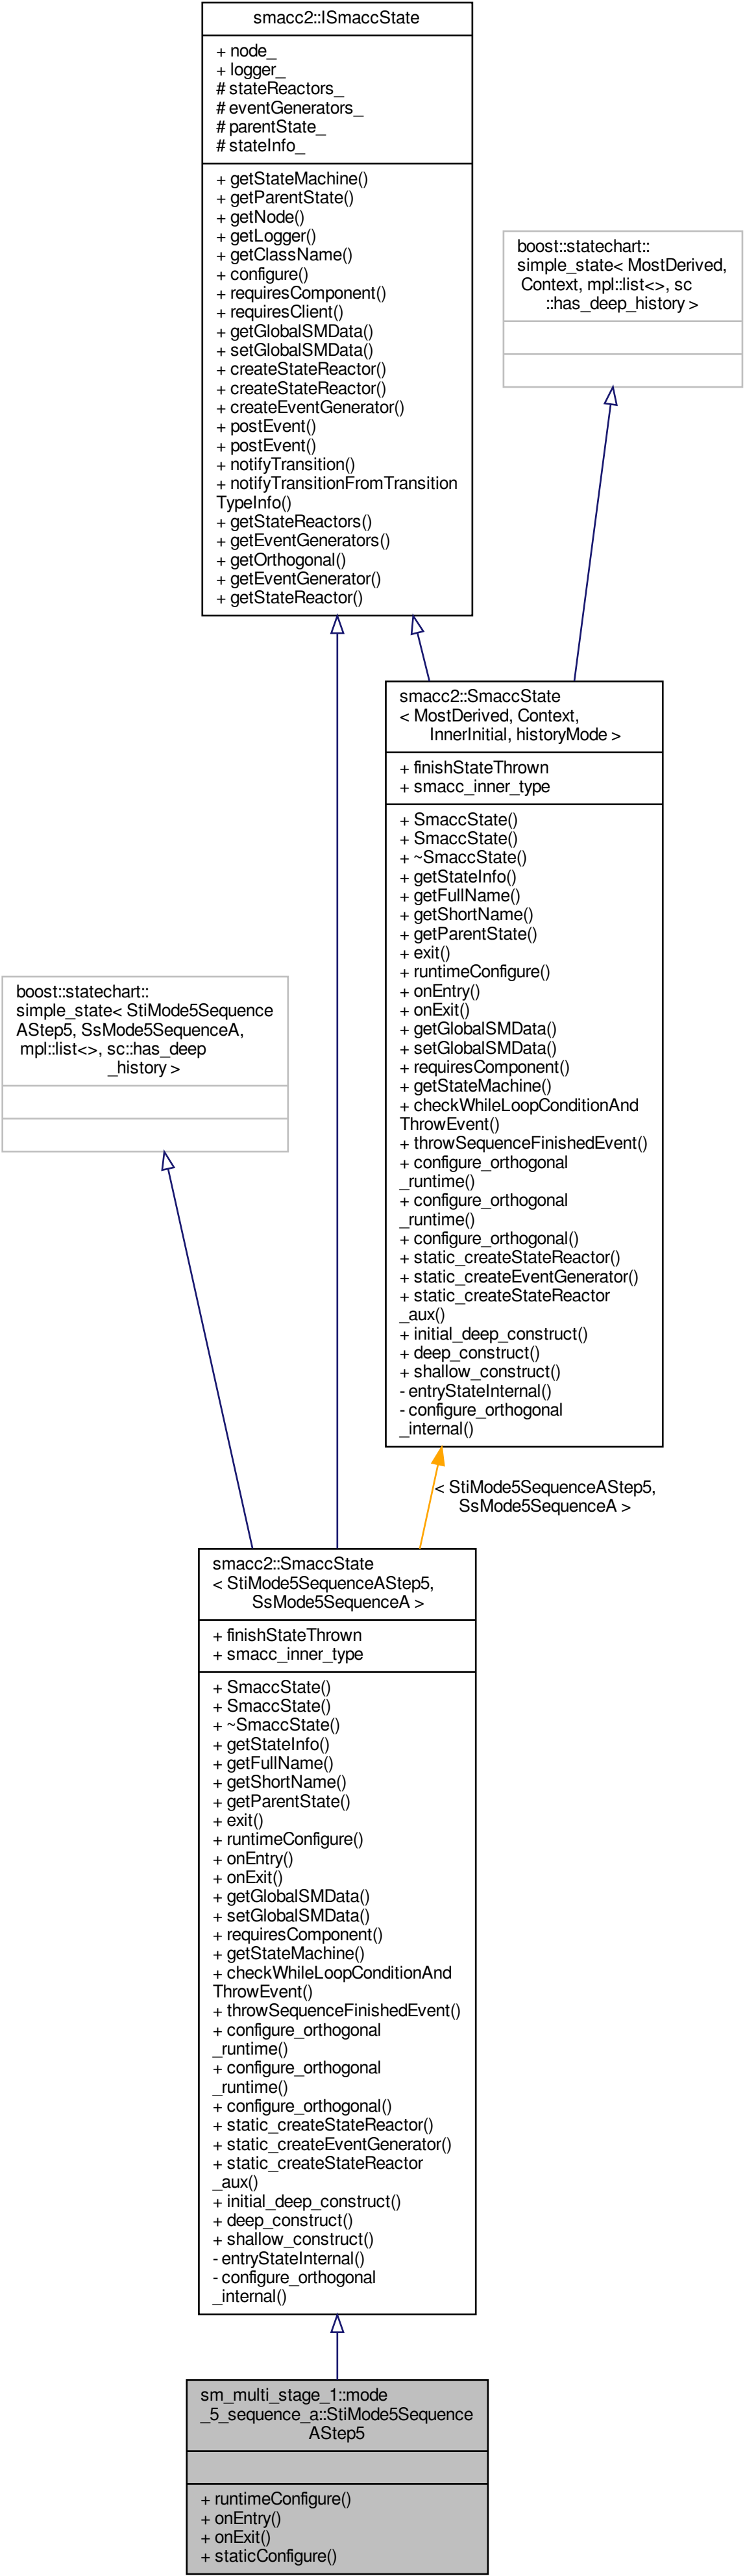 smacc2::ISmaccState
+ node_
+ logger_
# stateReactors_
# eventGenerators_
# parentState_
# stateInfo_
+ getStateMachine()
+ getParentState()
+ getNode()
+ getLogger()
+ getClassName()
+ configure()
+ requiresComponent()
+ requiresClient()
+ getGlobalSMData()
+ setGlobalSMData()
+ createStateReactor()
+ createStateReactor()
+ createEventGenerator()
+ postEvent()
+ postEvent()
+ notifyTransition()
+ notifyTransitionFromTransition
TypeInfo()
+ getStateReactors()
+ getEventGenerators()
+ getOrthogonal()
+ getEventGenerator()
+ getStateReactor()
boost::statechart::
simple_state< MostDerived,
Context, mpl::list<>, sc
::has_deep_history >
smacc2::SmaccState
< MostDerived, Context,
InnerInitial, historyMode >
+ finishStateThrown
+ smacc_inner_type
+ SmaccState()
+ SmaccState()
+ ~SmaccState()
+ getStateInfo()
+ getFullName()
+ getShortName()
+ getParentState()
+ exit()
+ runtimeConfigure()
+ onEntry()
+ onExit()
+ getGlobalSMData()
+ setGlobalSMData()
+ requiresComponent()
+ getStateMachine()
+ checkWhileLoopConditionAnd
ThrowEvent()
+ throwSequenceFinishedEvent()
+ configure_orthogonal
_runtime()
+ configure_orthogonal
_runtime()
+ configure_orthogonal()
+ static_createStateReactor()
+ static_createEventGenerator()
+ static_createStateReactor
_aux()
+ initial_deep_construct()
+ deep_construct()
+ shallow_construct()
- entryStateInternal()
- configure_orthogonal
_internal()
boost::statechart::
simple_state< StiMode5Sequence
AStep5, SsMode5SequenceA,
mpl::list<>, sc::has_deep
_history >
< StiMode5SequenceAStep5,
SsMode5SequenceA >
smacc2::SmaccState
< StiMode5SequenceAStep5,
SsMode5SequenceA >
+ finishStateThrown
+ smacc_inner_type
+ SmaccState()
+ SmaccState()
+ ~SmaccState()
+ getStateInfo()
+ getFullName()
+ getShortName()
+ getParentState()
+ exit()
+ runtimeConfigure()
+ onEntry()
+ onExit()
+ getGlobalSMData()
+ setGlobalSMData()
+ requiresComponent()
+ getStateMachine()
+ checkWhileLoopConditionAnd
ThrowEvent()
+ throwSequenceFinishedEvent()
+ configure_orthogonal
_runtime()
+ configure_orthogonal
_runtime()
+ configure_orthogonal()
+ static_createStateReactor()
+ static_createEventGenerator()
+ static_createStateReactor
_aux()
+ initial_deep_construct()
+ deep_construct()
+ shallow_construct()
- entryStateInternal()
- configure_orthogonal
_internal()
sm_multi_stage_1::mode
_5_sequence_a::StiMode5Sequence
AStep5
+ runtimeConfigure()
+ onEntry()
+ onExit()
+ staticConfigure()